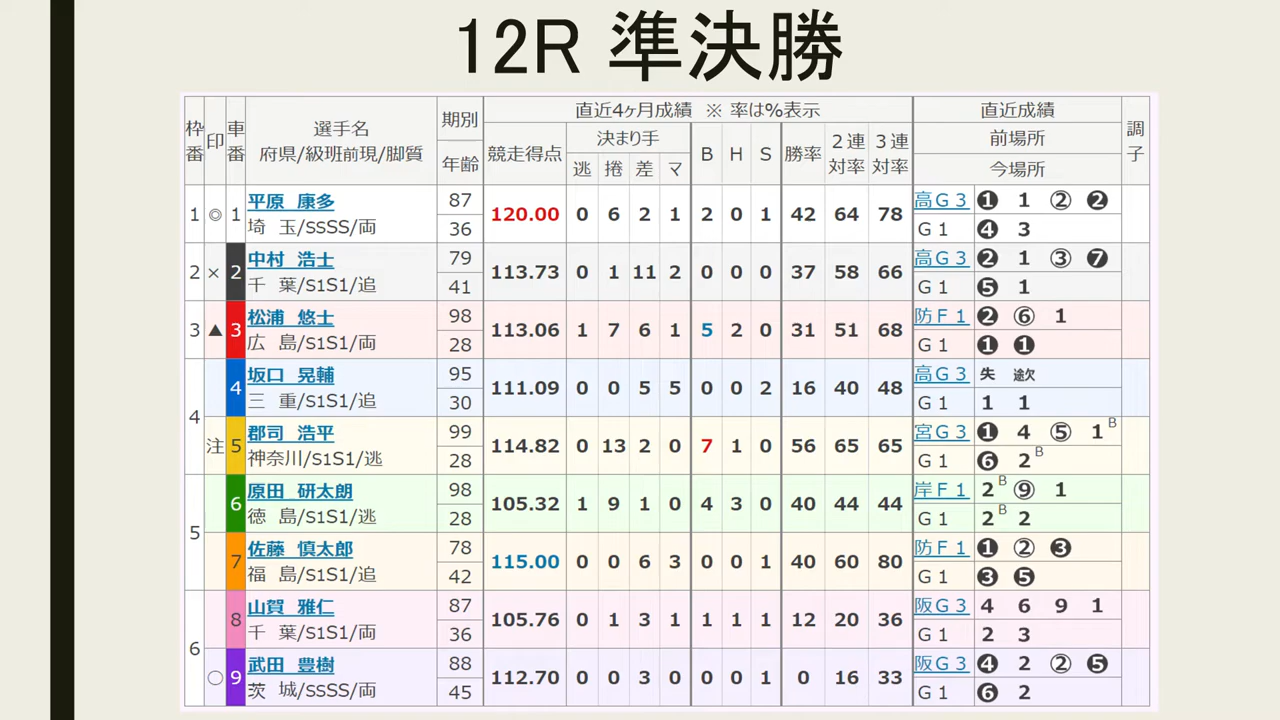 12R 準決勝
枠番 印 車番 選手名 府県/級班前現/脚質 期別 年齢 直近4ヶ月成績 ※ 率は%表示 直近成績 調子
競走得点 決まり手 B H S 勝率 2連対率 3連対率 前場所
逃 捲 差 マ 今場所
1 ◎ 1 平原 康多 87 120.00 0 6 2 1 2 0 1 42 64 78 高G3 ❶ 1 ② ❷
埼 玉/SSSS/両 36 G1 ❹ 3
2 × 2 中村 浩士 79 113.73 0 1 11 2 0 0 0 37 58 66 高G3 ❷ 1 ③ ❼
千 葉/S1S1/追 41 G1 ❺ 1
3 ▲ 3 松浦 悠士 98 113.06 1 7 6 1 5 2 0 31 51 68 防F1 ❷ ⑥ 1
広 島/S1S1/両 28 G1 ❶ ❶
4 4 坂口 晃輔 95 111.09 0 0 5 5 0 0 2 16 40 48 高G3 失 途欠
三 重/S1S1/追 30 G1 1 1
注 5 郡司 浩平 99 114.82 0 13 2 0 7 1 0 56 65 65 宮G3 ❶ 4 ⑤ 1B
神奈川/S1S1/逃 28 G1 ❻ 2B
5 6 原田 研太朗 98 105.32 1 9 1 0 4 3 0 40 44 44 岸F1 2B ⑨ 1
徳 島/S1S1/逃 28 G1 2B 2
7 佐藤 慎太郎 78 115.00 0 0 6 3 0 0 1 40 60 80 防F1 ❶ ② ❸
福 島/S1S1/追 42 G1 ❸ ❺
6 8 山賀 雅仁 87 105.76 0 1 3 1 1 1 1 12 20 36 阪G3 4 6 9 1
千 葉/S1S1/両 36 G1 2 3
○ 9 武田 豊樹 88 112.70 0 0 3 0 0 0 1 0 16 33 阪G3 ❹ 2 ② ❺
茨 城/SSSS/両 45 G1 ❻ 2